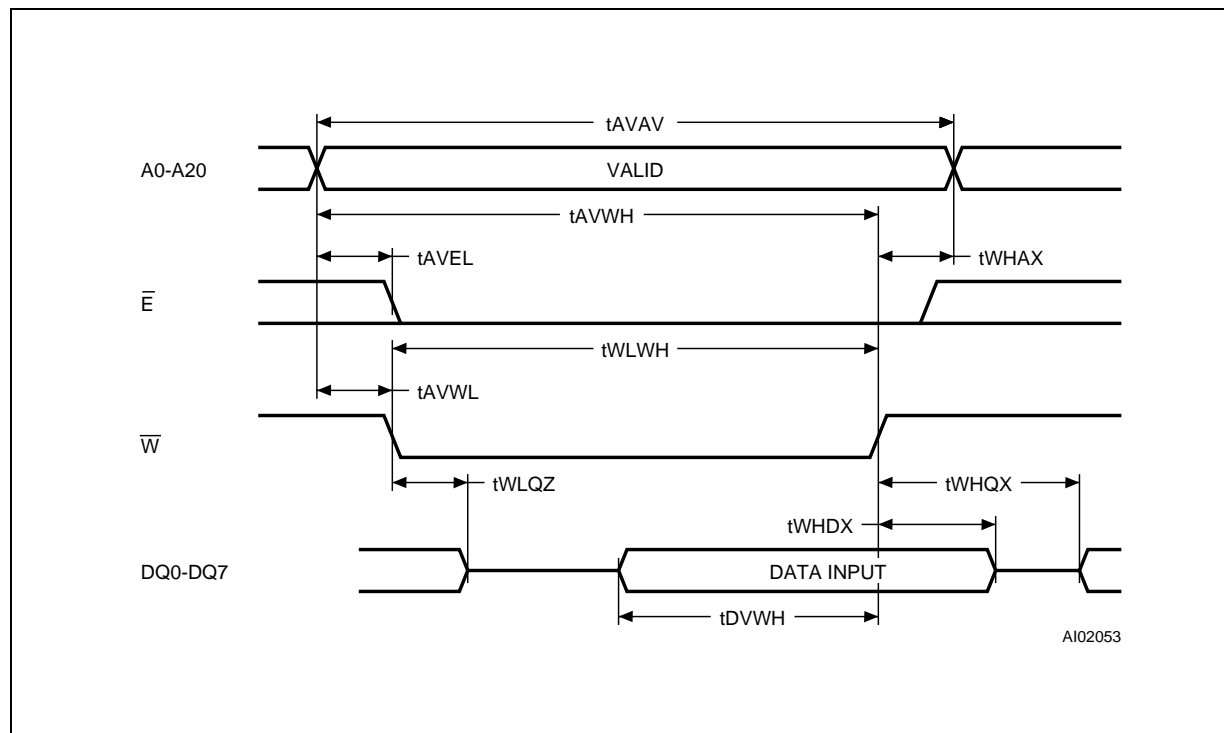 tAVAV
A0-A20
VALID
tAVWH
tAVEL
tWHAX
E̅
tWLWH
tAVWL
W̅
tWLQZ
tWHQX
tWHDX
DQ0-DQ7
DATA INPUT
tDVWH
AI02053